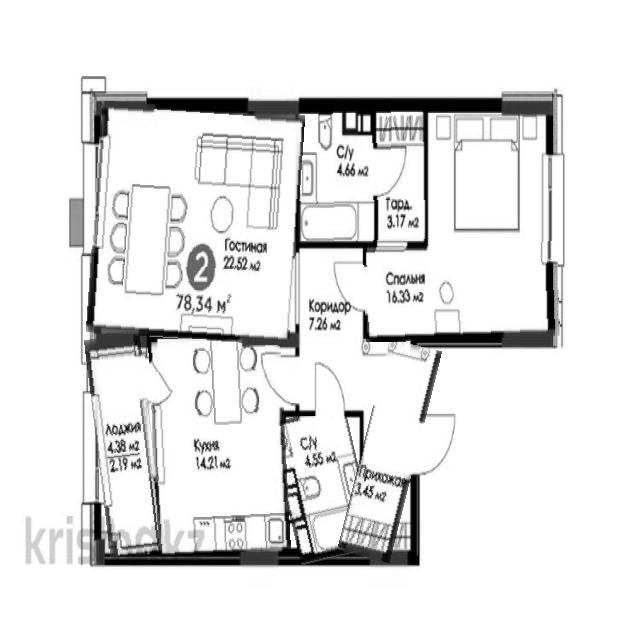 С/у
4.66 м2
Гард.
3.17 м2
Гостиная
22.52 м2
2
78,34 м2
Спальня
16.33 м2
Коридор
7.26 м2
Лоджия
4.38 м2
2.19 м2
Кухня
14.21 м2
С/у
4.55 м2
Прихожая
3.45 м2
krisha.kz